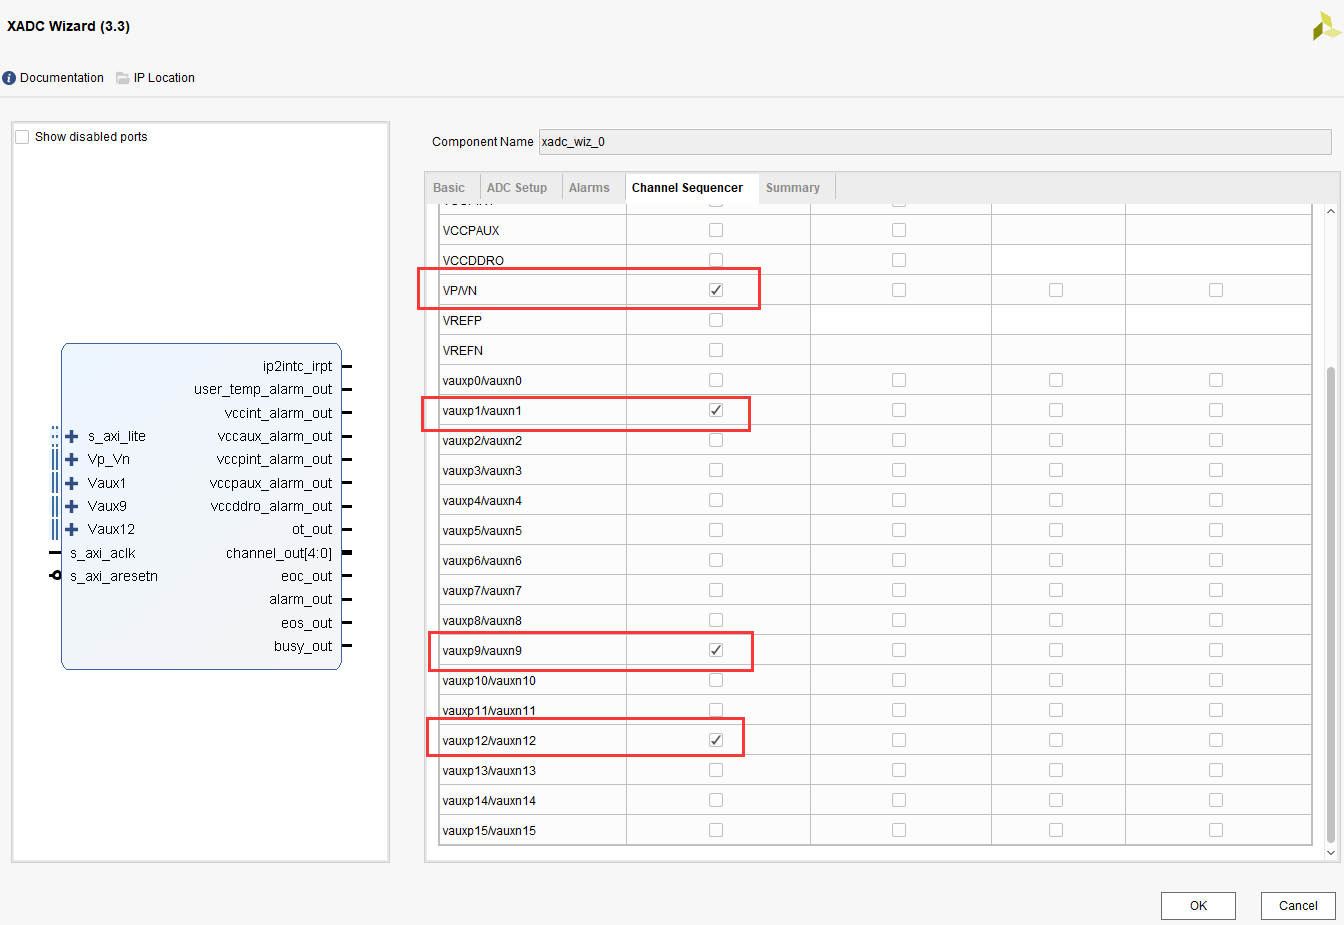 XADC Wizard (3.3)
Documentation
IP Location
Show disabled ports
ip2intc_irpt
user_temp_alarm_out
vccint_alarm_out
s_axi_lite
vccaux_alarm_out
Vp_Vn
vccpint_alarm_out
Vaux1
vccpaux_alarm_out
Vaux9
vccddro_alarm_out
Vaux12
ot_out
s_axi_aclk
channel_out[4:0]
s_axi_aresetn
eoc_out
alarm_out
eos_out
busy_out
Component Name xadc_wiz_0
Basic
ADC Setup
Alarms
Channel Sequencer
Summary
VCCPAUX
VCCDDRO
VP/VN
VREFP
VREFN
vauxp0/vauxn0
vauxp1/vauxn1
vauxp2/vauxn2
vauxp3/vauxn3
vauxp4/vauxn4
vauxp5/vauxn5
vauxp6/vauxn6
vauxp7/vauxn7
vauxp8/vauxn8
vauxp9/vauxn9
vauxp10/vauxn10
vauxp11/vauxn11
vauxp12/vauxn12
vauxp13/vauxn13
vauxp14/vauxn14
vauxp15/vauxn15
OK
Cancel